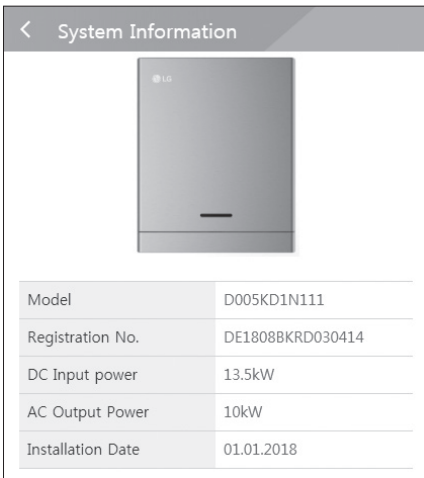 System Information
LG
Model D005KD1N111
Registration No. DE1808BKRD030414
DC Input power 13.5kW
AC Output Power 10kW
Installation Date 01.01.2018